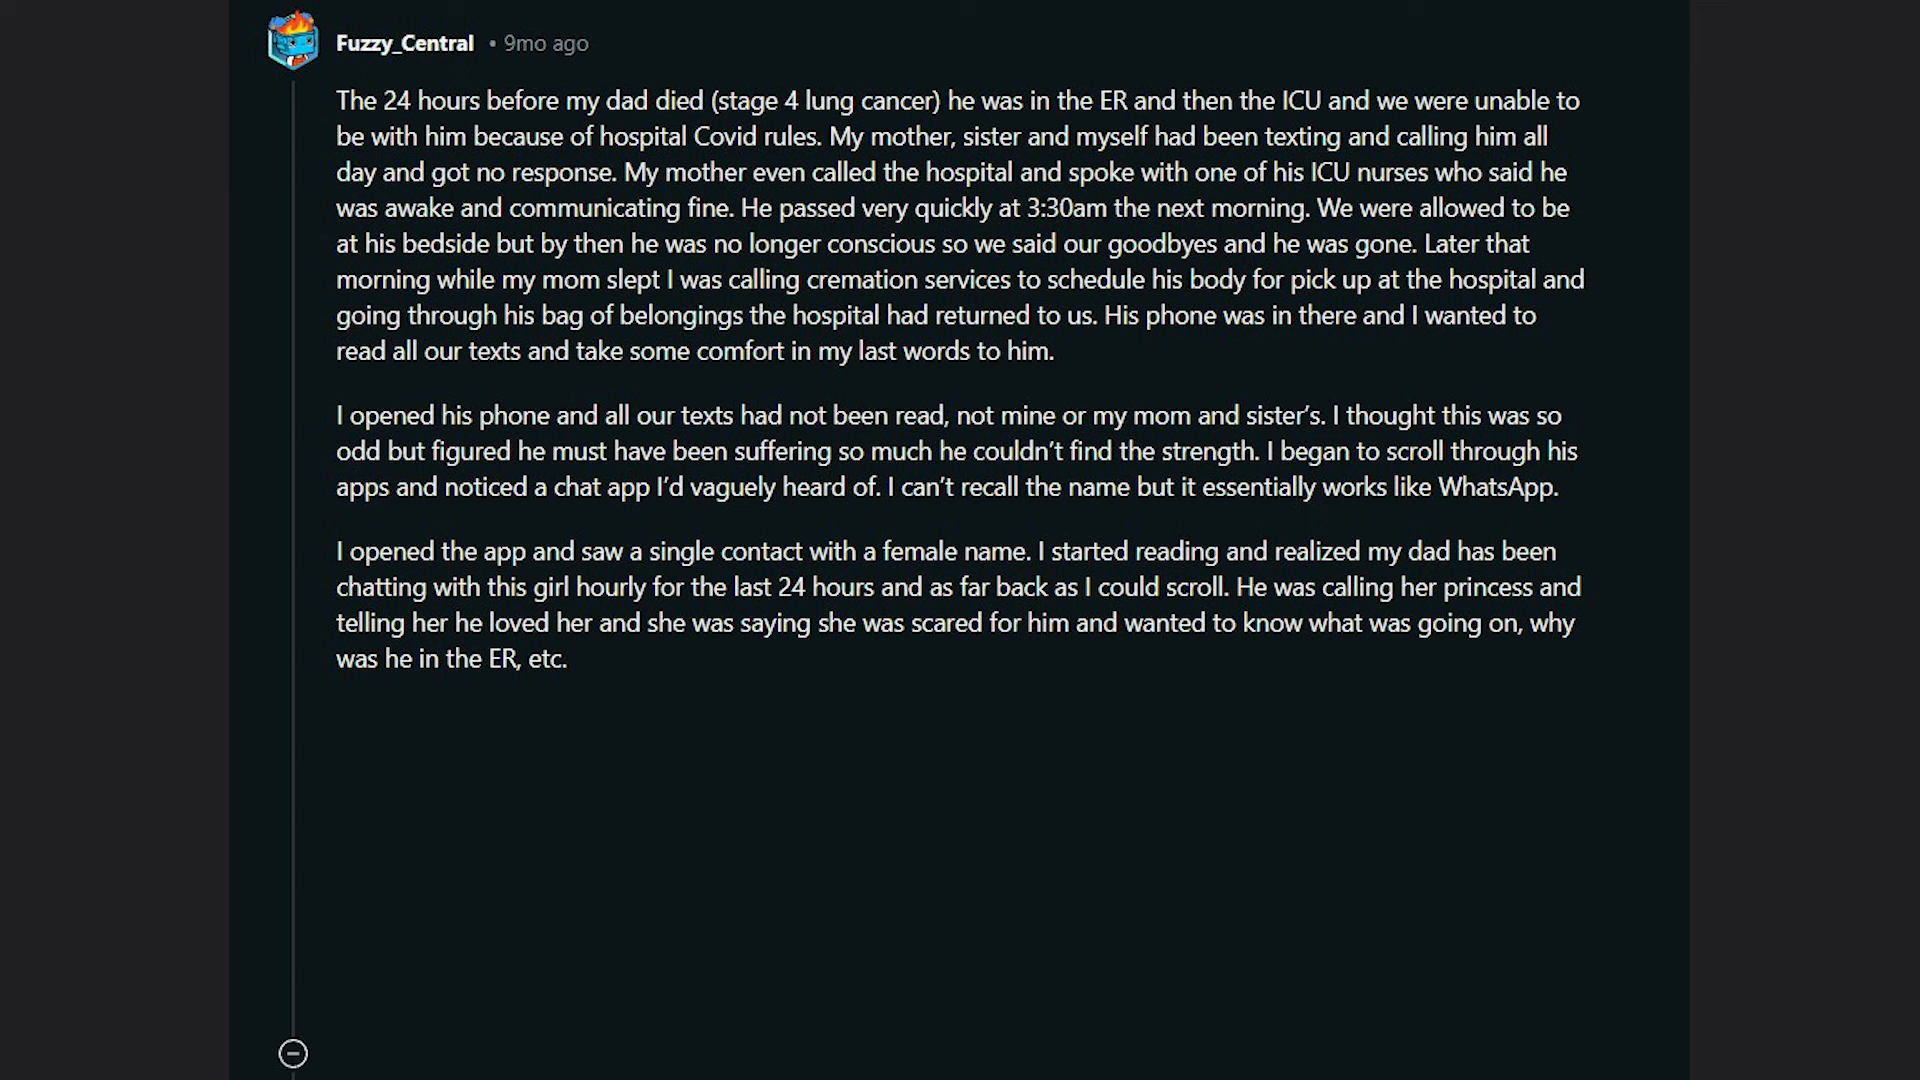 Fuzzy_Central • 9mo ago
The 24 hours before my dad died (stage 4 lung cancer) he was in the ER and then the ICU and we were unable to
be with him because of hospital Covid rules. My mother, sister and myself had been texting and calling him all
day and got no response. My mother even called the hospital and spoke with one of his ICU nurses who said he
was awake and communicating fine. He passed very quickly at 3:30am the next morning. We were allowed to be
at his bedside but by then he was no longer conscious so we said our goodbyes and he was gone. Later that
morning while my mom slept I was calling cremation services to schedule his body for pick up at the hospital and
going through his bag of belongings the hospital had returned to us. His phone was in there and I wanted to
read all our texts and take some comfort in my last words to him.
I opened his phone and all our texts had not been read, not mine or my mom and sister’s. I thought this was so
odd but figured he must have been suffering so much he couldn’t find the strength. I began to scroll through his
apps and noticed a chat app I’d vaguely heard of. I can’t recall the name but it essentially works like WhatsApp.
I opened the app and saw a single contact with a female name. I started reading and realized my dad has been
chatting with this girl hourly for the last 24 hours and as far back as I could scroll. He was calling her princess and
telling her he loved her and she was saying she was scared for him and wanted to know what was going on, why
was he in the ER, etc.